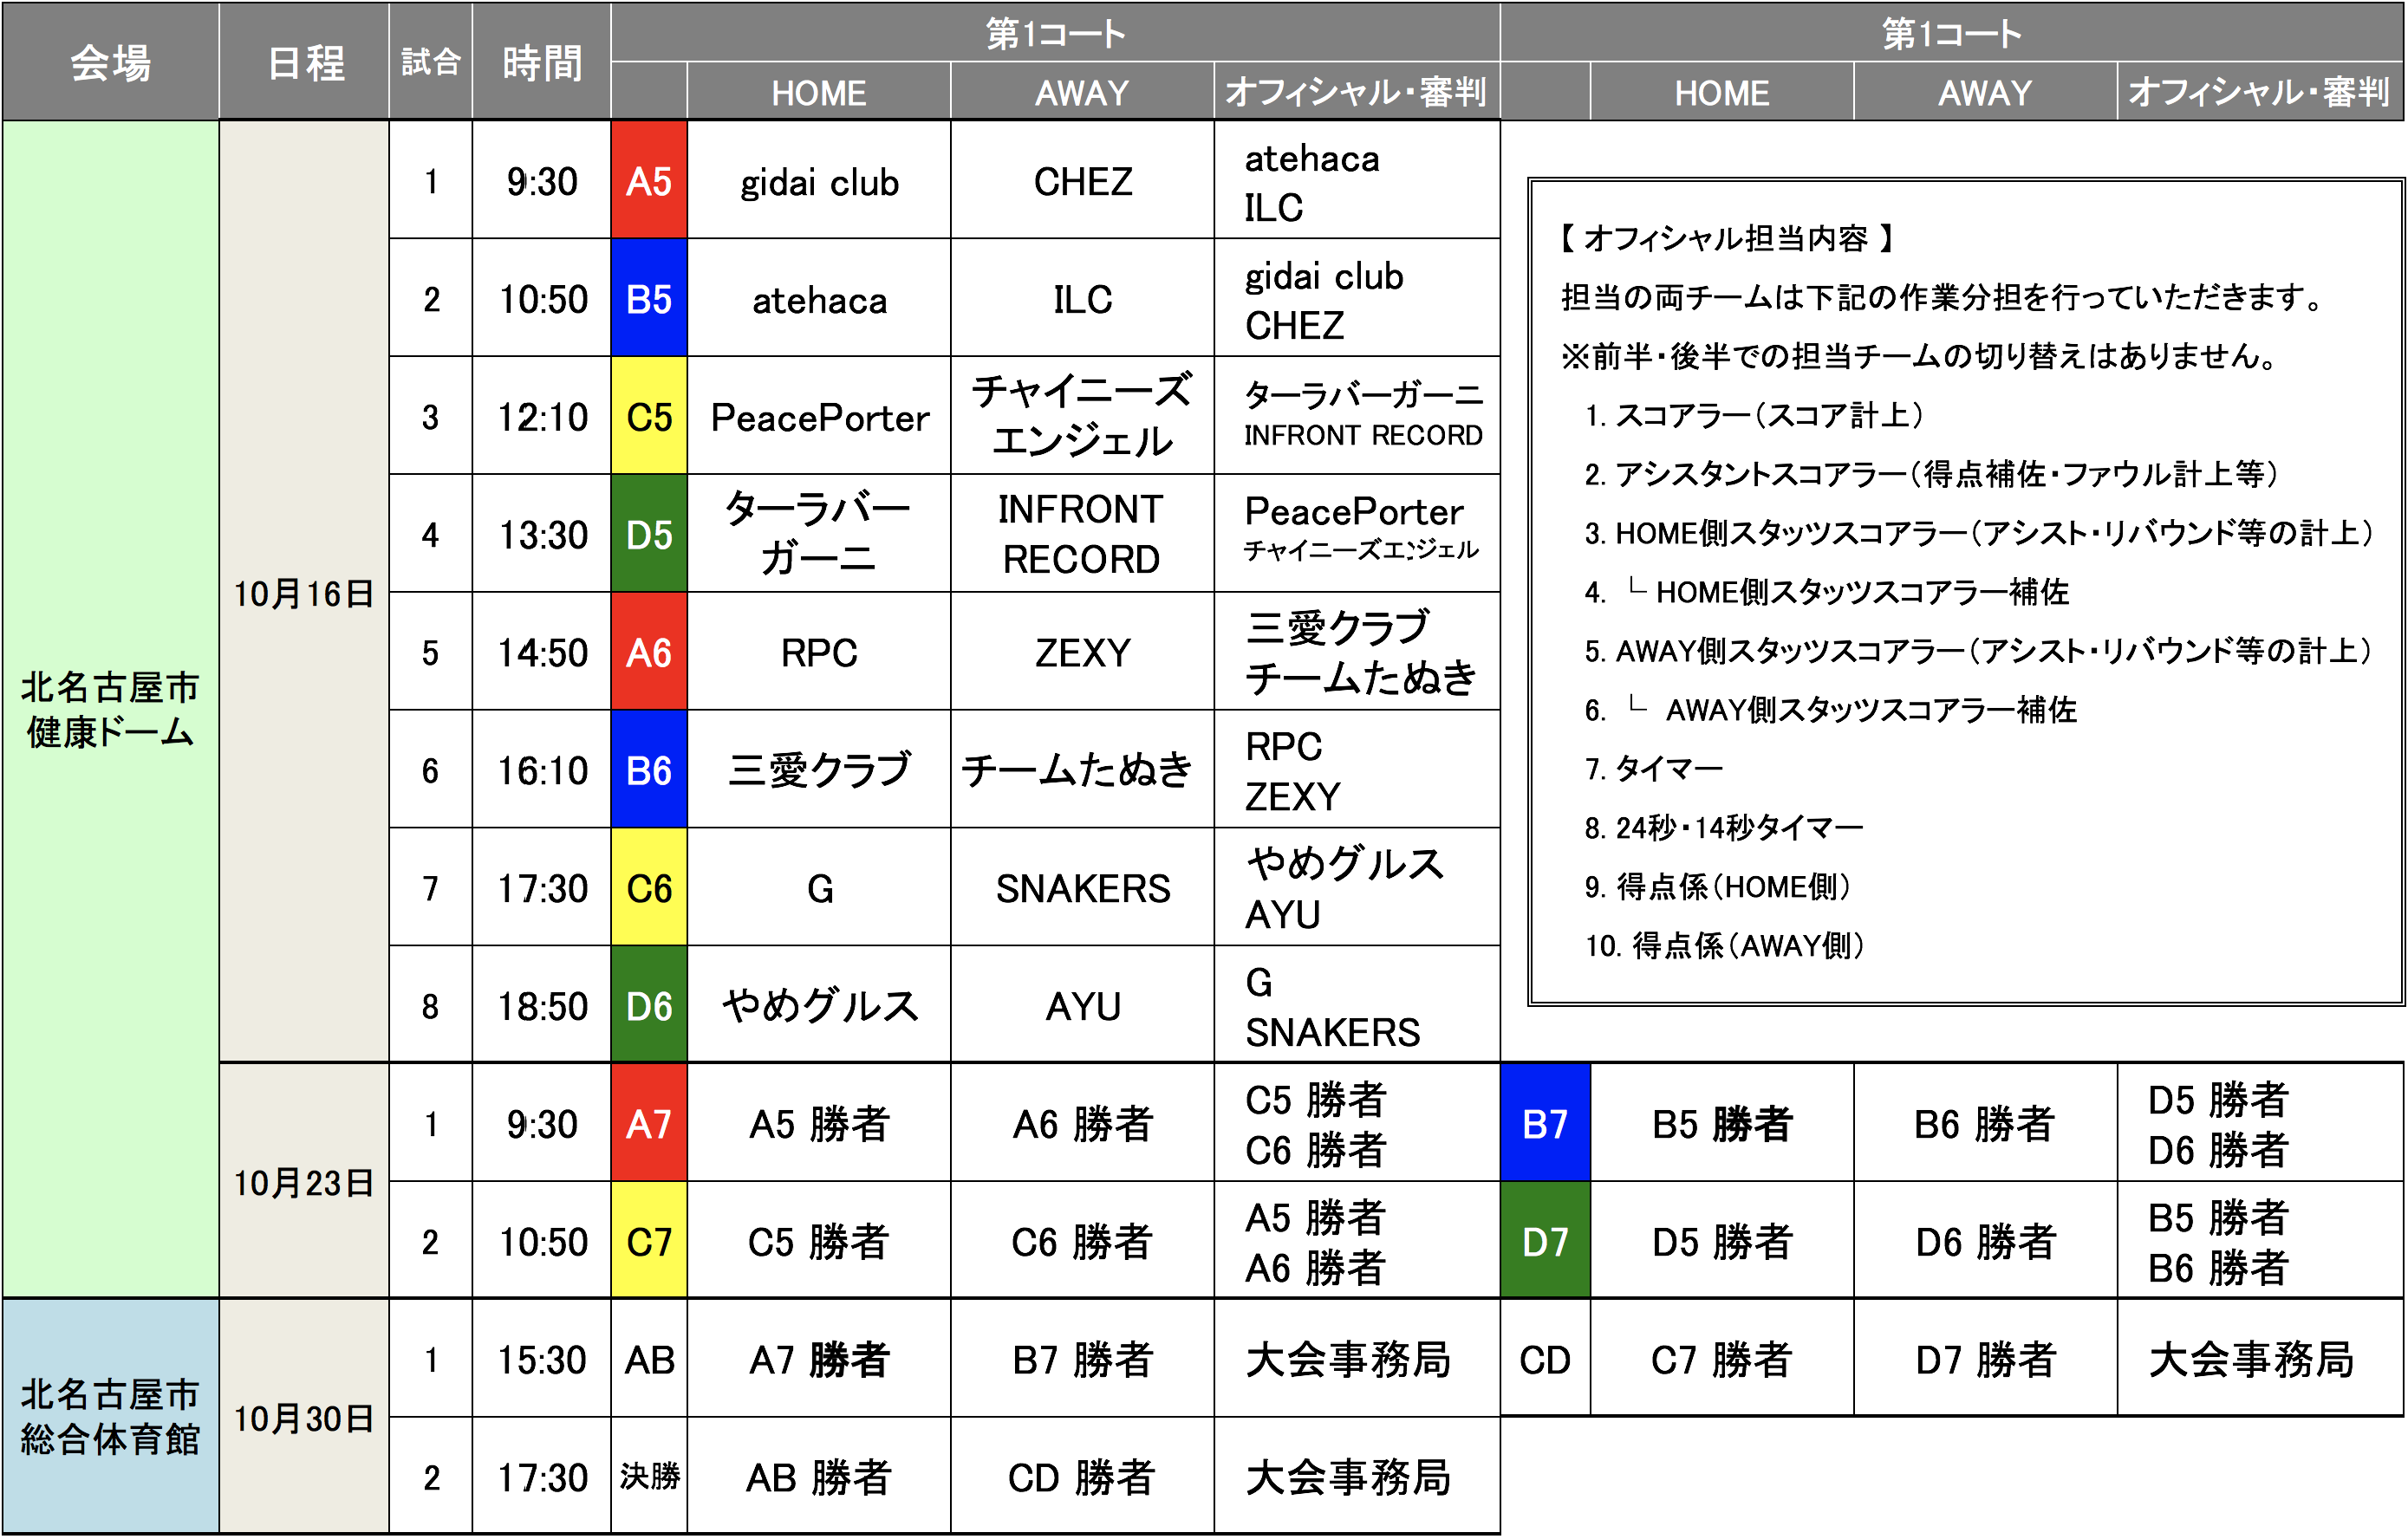 会場 日程 試合 時間 第1コート 第1コート
HOME AWAY オフィシャル・審判 HOME AWAY オフィシャル・審判
北名古屋市
健康ドーム
10月16日
1 9:30 A5 gidai club CHEZ atehaca
ILC
2 10:50 B5 atehaca ILC gidai club
CHEZ
3 12:10 C5 PeacePorter チャイニーズ
エンジェル
ターラバーガーニ
INFRONT RECORD
4 13:30 D5 ターラバー
ガーニ
INFRONT
RECORD
PeacePorter
チャイニーズエンジェル
5 14:50 A6 RPC ZEXY 三愛クラブ
チームたぬき
6 16:10 B6 三愛クラブ チームたぬき RPC
ZEXY
7 17:30 C6 G SNAKERS やめグルス
AYU
8 18:50 D6 やめグルス AYU G
SNAKERS
【 オフィシャル担当内容 】
担当の両チームは下記の作業分担を行っていただきます。
※前半・後半での担当チームの切り替えはありません。
1. スコアラー（スコア計上）
2. アシスタントスコアラー（得点補佐・ファウル計上等）
3. HOME側スタッツスコアラー（アシスト・リバウンド等の計上）
4. └ HOME側スタッツスコアラー補佐
5. AWAY側スタッツスコアラー（アシスト・リバウンド等の計上）
6. └ AWAY側スタッツスコアラー補佐
7. タイマー
8. 24秒・14秒タイマー
9. 得点係（HOME側）
10. 得点係（AWAY側）
10月23日
1 9:30 A7 A5 勝者 A6 勝者 C5 勝者
C6 勝者
B7 B5 勝者 B6 勝者 D5 勝者
D6 勝者
2 10:50 C7 C5 勝者 C6 勝者 A5 勝者
A6 勝者
D7 D5 勝者 D6 勝者 B5 勝者
B6 勝者
北名古屋市
総合体育館
10月30日
1 15:30 AB A7 勝者 B7 勝者 大会事務局 CD C7 勝者 D7 勝者 大会事務局
2 17:30 決勝 AB 勝者 CD 勝者 大会事務局